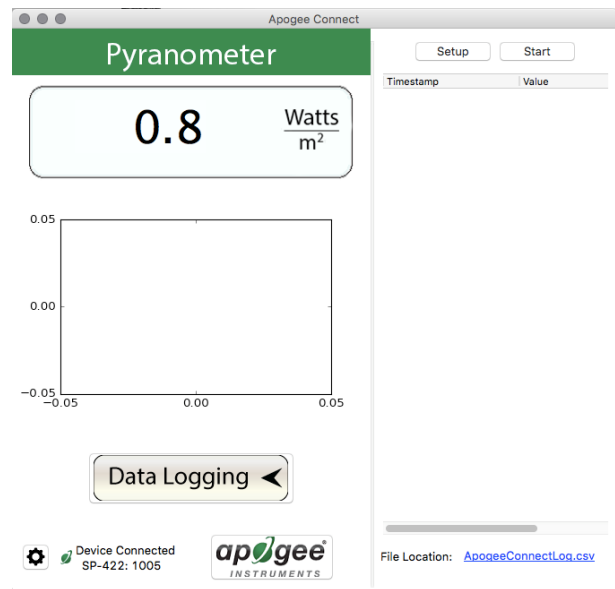 Apogee Connect
Pyranometer
0.8
Watts
m²
0.05
0.00
−0.05
−0.05 0.00 0.05
Data Logging
Device Connected
SP-422: 1005
apogee
INSTRUMENTS
Setup Start
Timestamp Value
File Location: ApogeeConnectLog.csv